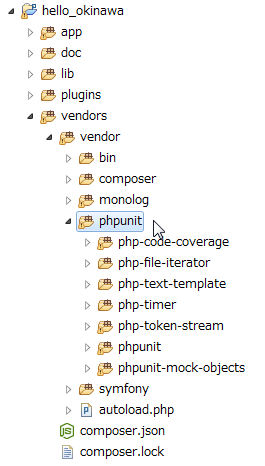 hello_okinawa
app
doc
lib
plugins
vendors
vendor
bin
composer
monolog
phpunit
php-code-coverage
php-file-iterator
php-text-template
php-timer
php-token-stream
phpunit
phpunit-mock-objects
symfony
autoload.php
composer.json
composer.lock